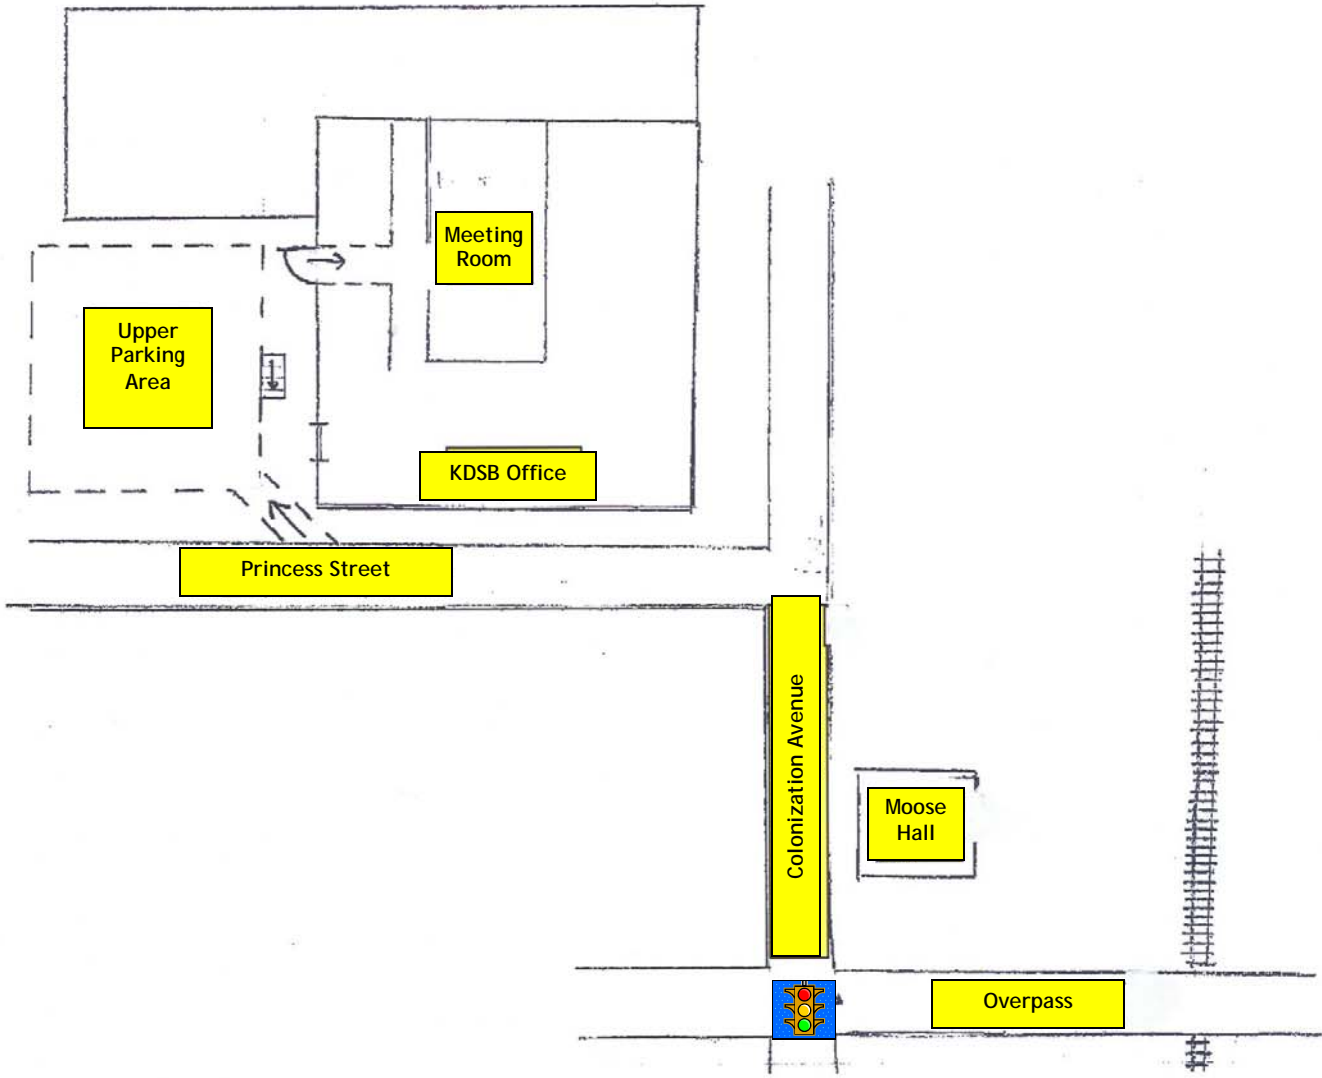 Meeting
Room
Upper
Parking
Area
KDSB Office
Princess Street
Colonization Avenue
Moose
Hall
Overpass